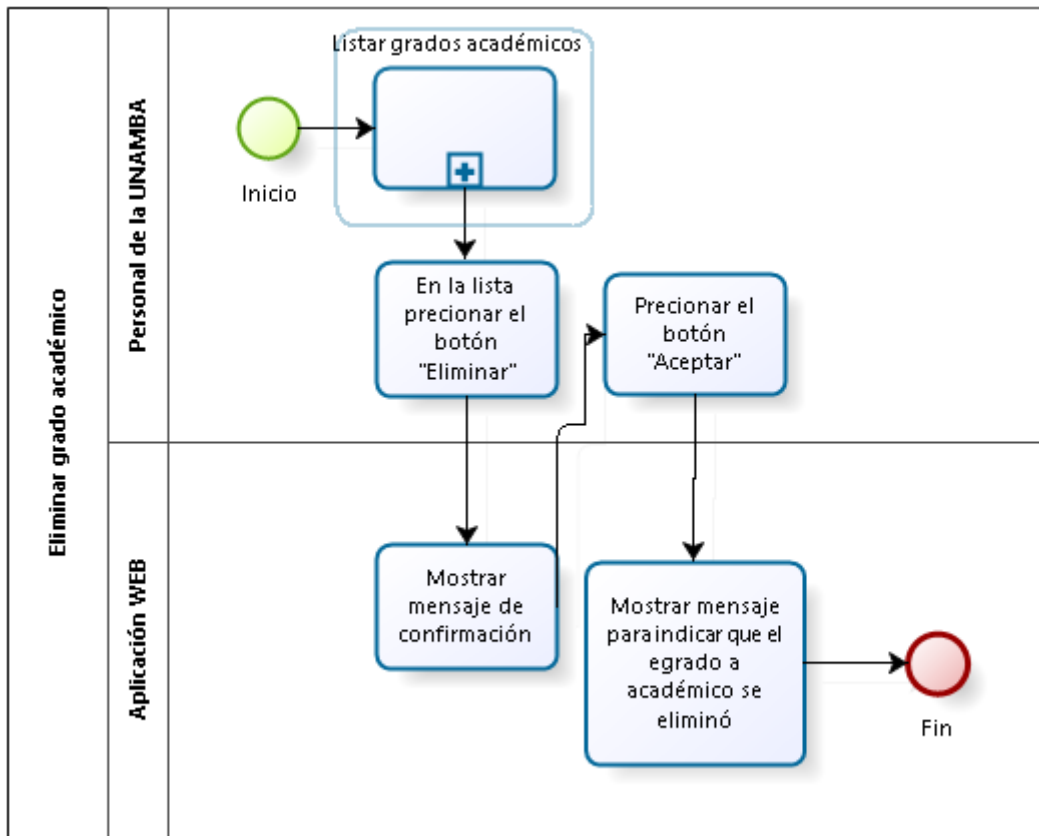 Eliminar grado académico
Personal de la UNAMBA
Listar grados académicos
Inicio
En la lista
precionar el
botón
"Eliminar"
Precionar el
botón
"Aceptar"
Aplicación WEB
Mostrar
mensaje de
confirmación
Mostrar mensaje
para indicar que el
egrado a
académico se
eliminó
Fin